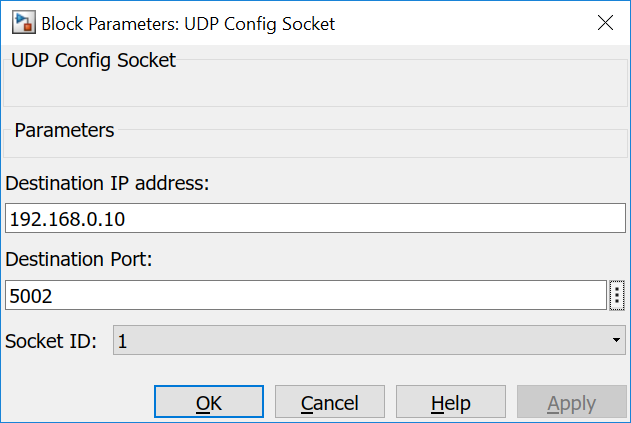 Block Parameters: UDP Config Socket
UDP Config Socket
Parameters
Destination IP address:
192.168.0.10
Destination Port:
5002
Socket ID: 1
OK Cancel Help Apply